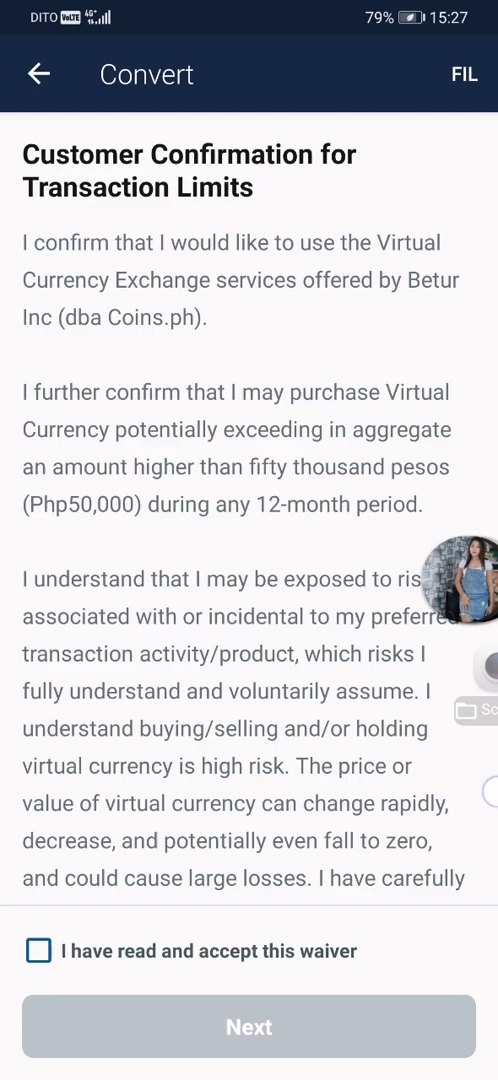 DITO VoLTE 4G+ 79% 15:27
Convert FIL
Customer Confirmation for
Transaction Limits
I confirm that I would like to use the Virtual
Currency Exchange services offered by Betur
Inc (dba Coins.ph).
I further confirm that I may purchase Virtual
Currency potentially exceeding in aggregate
an amount higher than fifty thousand pesos
(Php50,000) during any 12-month period.
I understand that I may be exposed to ris
associated with or incidental to my preferred
transaction activity/product, which risks I
fully understand and voluntarily assume. I
understand buying/selling and/or holding
Sc
virtual currency is high risk. The price or
value of virtual currency can change rapidly,
decrease, and potentially even fall to zero,
and could cause large losses. I have carefully
I have read and accept this waiver
Next